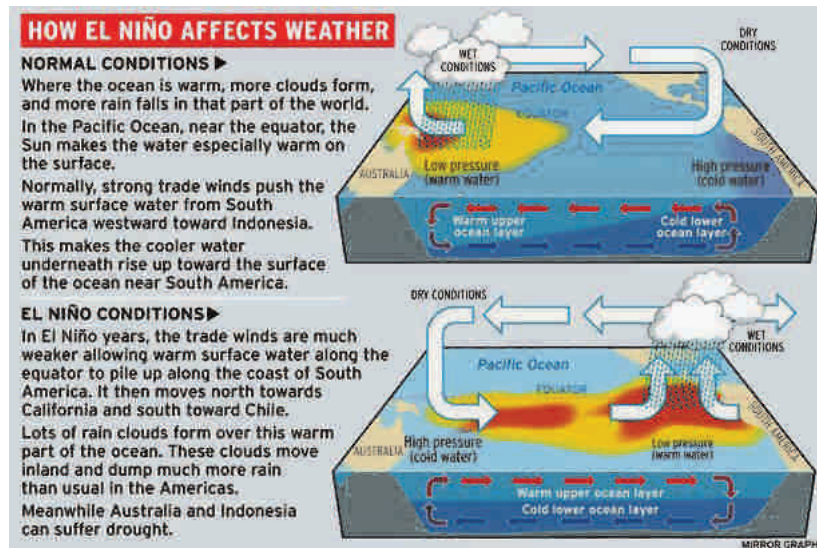 HOW EL NIÑO AFFECTS WEATHER
NORMAL CONDITIONS ▶
Where the ocean is warm, more clouds form,
and more rain falls in that part of the world.
In the Pacific Ocean, near the equator, the
Sun makes the water especially warm on
the surface.
Normally, strong trade winds push the
warm surface water from South
America westward toward Indonesia.
This makes the cooler water
underneath rise up toward the surface
of the ocean near South America.
WET
CONDITIONS
DRY
CONDITIONS
Pacific Ocean
EQUATOR
AUSTRALIA
SOUTH AMERICA
Low pressure
(warm water)
High pressure
(cold water)
Warm upper
ocean layer
Cold lower
ocean layer
EL NIÑO CONDITIONS▶
In El Niño years, the trade winds are much
weaker allowing warm surface water along the
equator to pile up along the coast of South
America. It then moves north towards
California and south toward Chile.
Lots of rain clouds form over this warm
part of the ocean. These clouds move
inland and dump much more rain
than usual in the Americas.
Meanwhile Australia and Indonesia
can suffer drought.
DRY CONDITIONS
WET
CONDITIONS
Pacific Ocean
EQUATOR
AUSTRALIA
SOUTH AMERICA
High pressure
(cold water)
Low pressure
(warm water)
Warm upper ocean layer
Cold lower ocean layer
MIRROR GRAPH